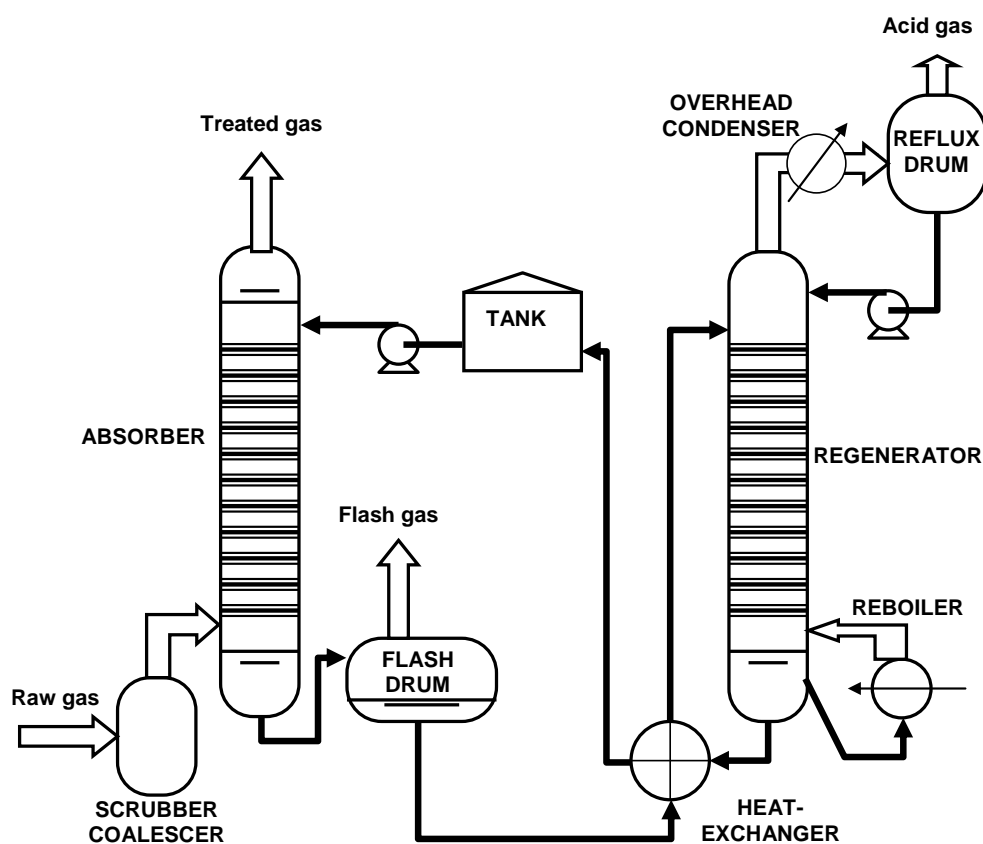 Acid gas
OVERHEAD
CONDENSER
Treated gas
REFLUX
DRUM
TANK
ABSORBER
REGENERATOR
Flash gas
REBOILER
FLASH
DRUM
Raw gas
SCRUBBER
COALESCER
HEAT-
EXCHANGER